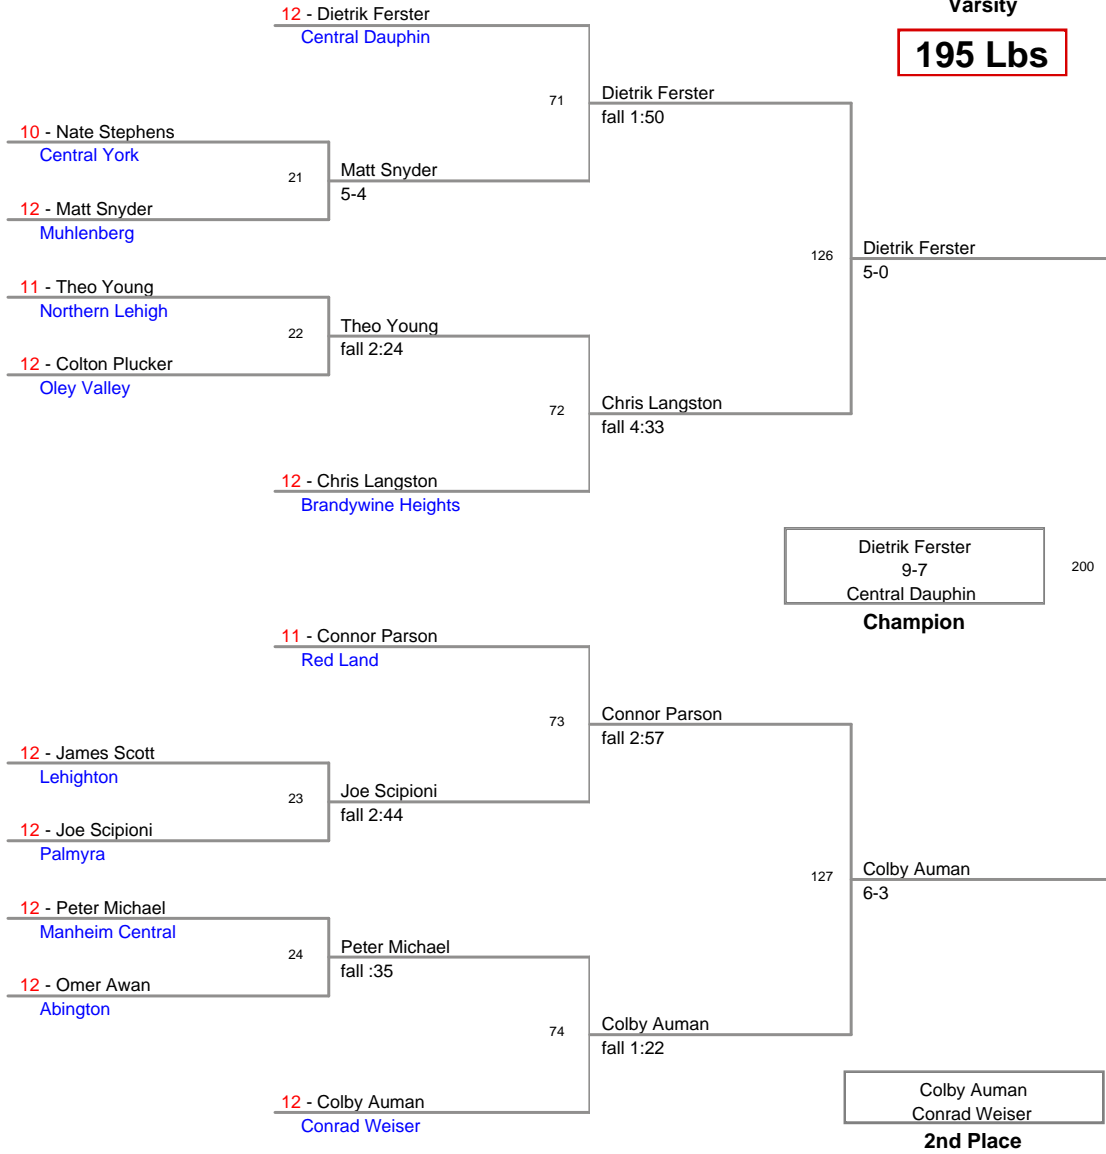 Varsity
195 Lbs
12 - Dietrik Ferster
Central Dauphin
71
Dietrik Ferster
fall 1:50
10 - Nate Stephens
Central York
21
Matt Snyder
5-4
12 - Matt Snyder
Muhlenberg
126
Dietrik Ferster
5-0
11 - Theo Young
Northern Lehigh
22
Theo Young
fall 2:24
12 - Colton Plucker
Oley Valley
72
Chris Langston
fall 4:33
12 - Chris Langston
Brandywine Heights
Dietrik Ferster
9-7
Central Dauphin
200
Champion
11 - Connor Parson
Red Land
73
Connor Parson
fall 2:57
12 - James Scott
Lehighton
23
Joe Scipioni
fall 2:44
12 - Joe Scipioni
Palmyra
127
Colby Auman
6-3
12 - Peter Michael
Manheim Central
24
Peter Michael
fall :35
12 - Omer Awan
Abington
74
Colby Auman
fall 1:22
12 - Colby Auman
Conrad Weiser
Colby Auman
Conrad Weiser
2nd Place